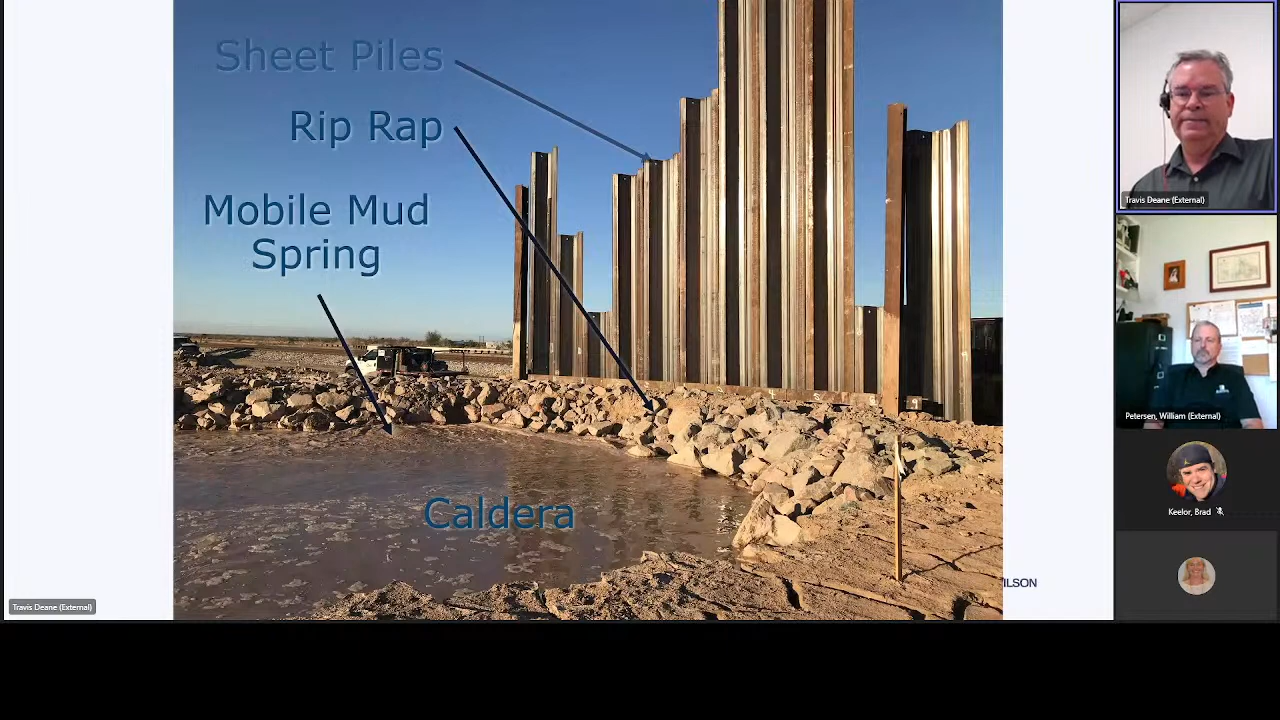 Sheet Piles
Rip Rap
Mobile Mud
Spring
Caldera
ILSON
Travis Deane (External)
Travis Deane (External)
Petersen, William (External)
Keelor, Brad